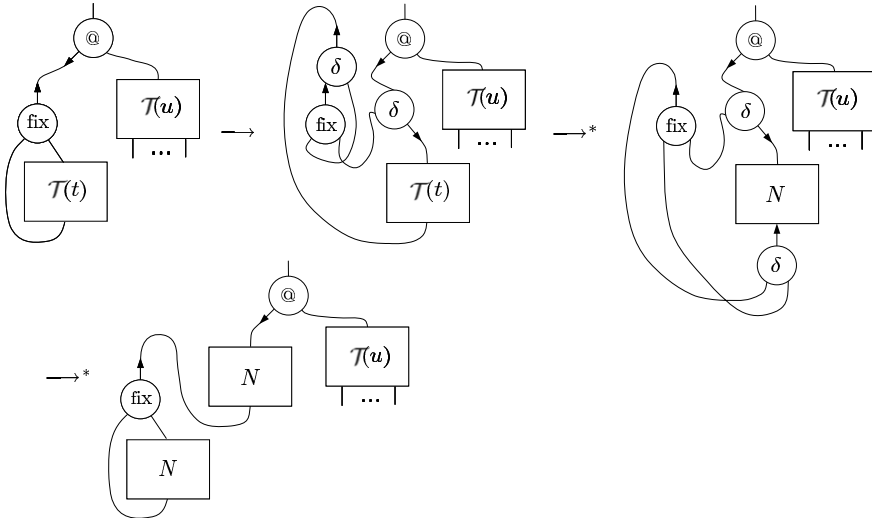 @
fix
𝒯(t)
𝒯(u)
...
⟶
δ
fix
@
δ
𝒯(u)
...
𝒯(t)
⟶*
fix
@
δ
𝒯(u)
...
N
δ
⟶*
fix
N
@
N
𝒯(u)
...